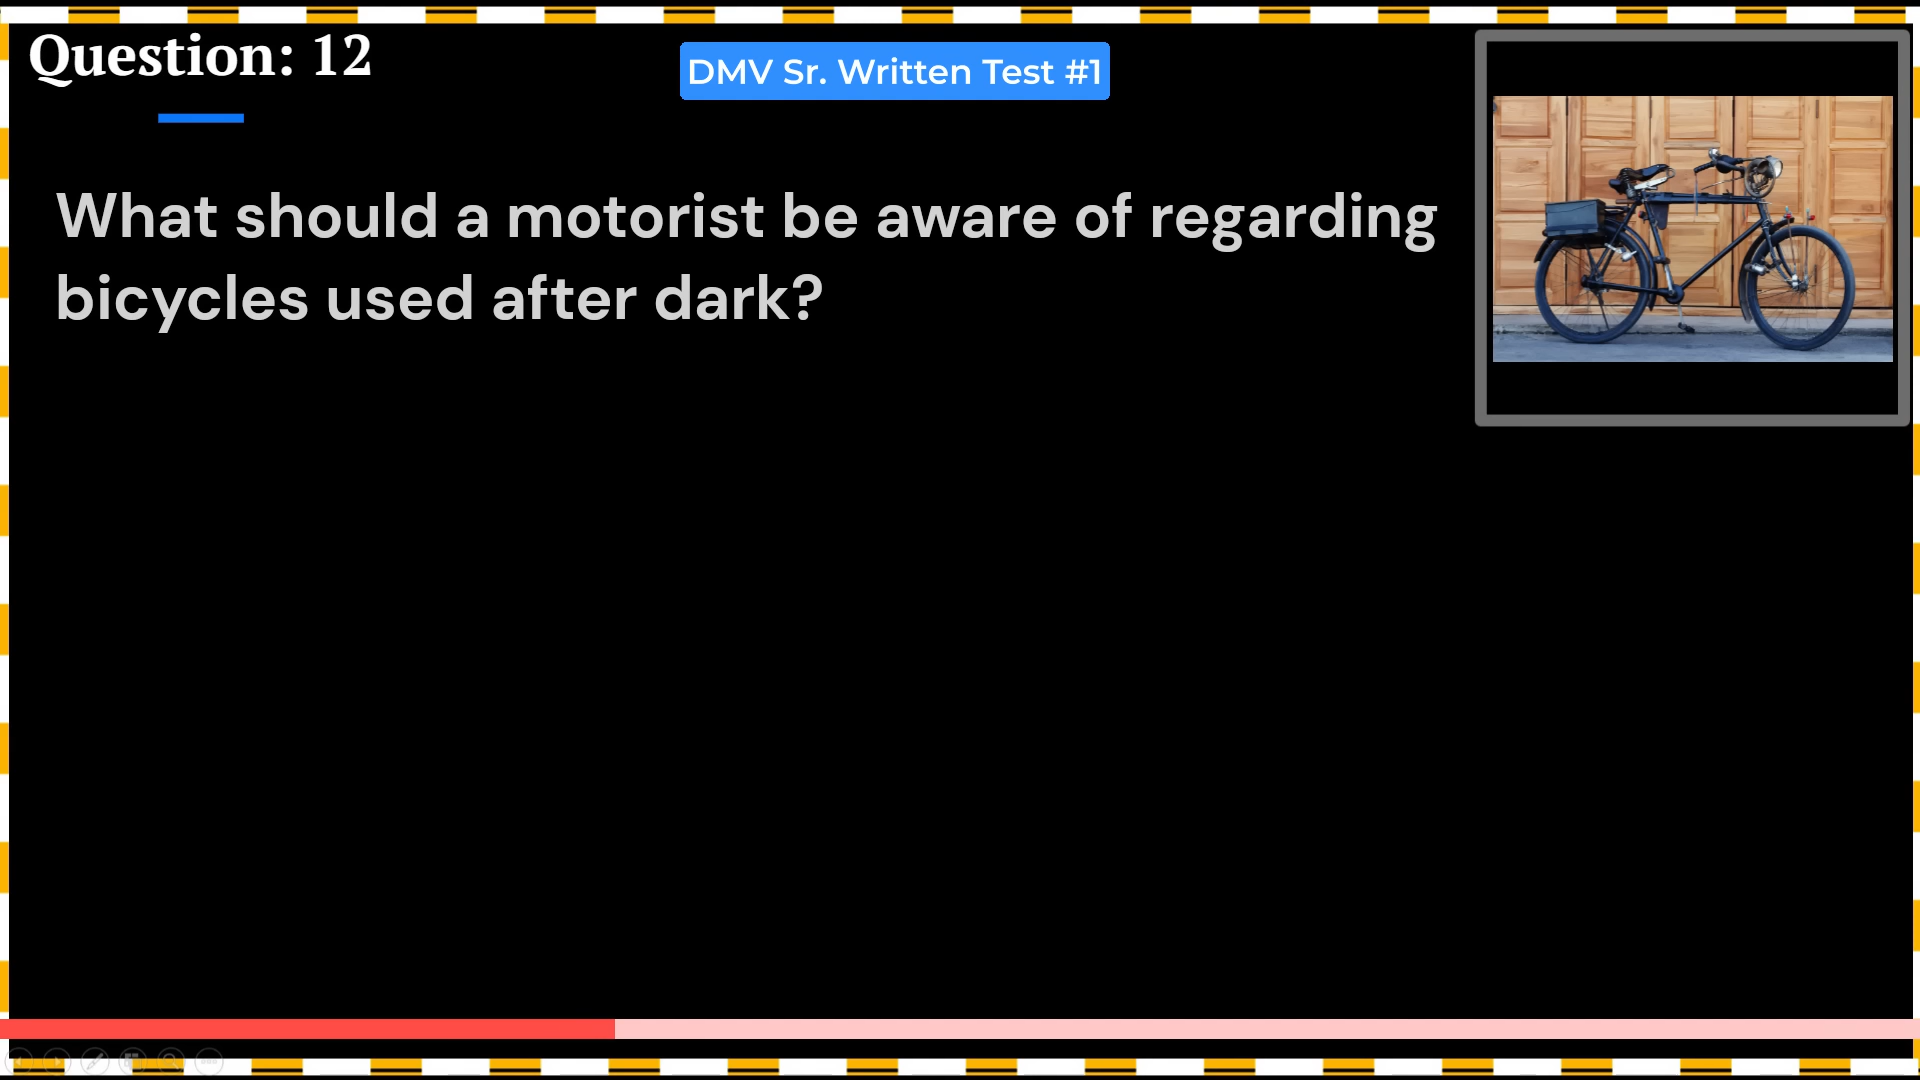 Question: 12
DMV Sr. Written Test #1
What should a motorist be aware of regarding
bicycles used after dark?